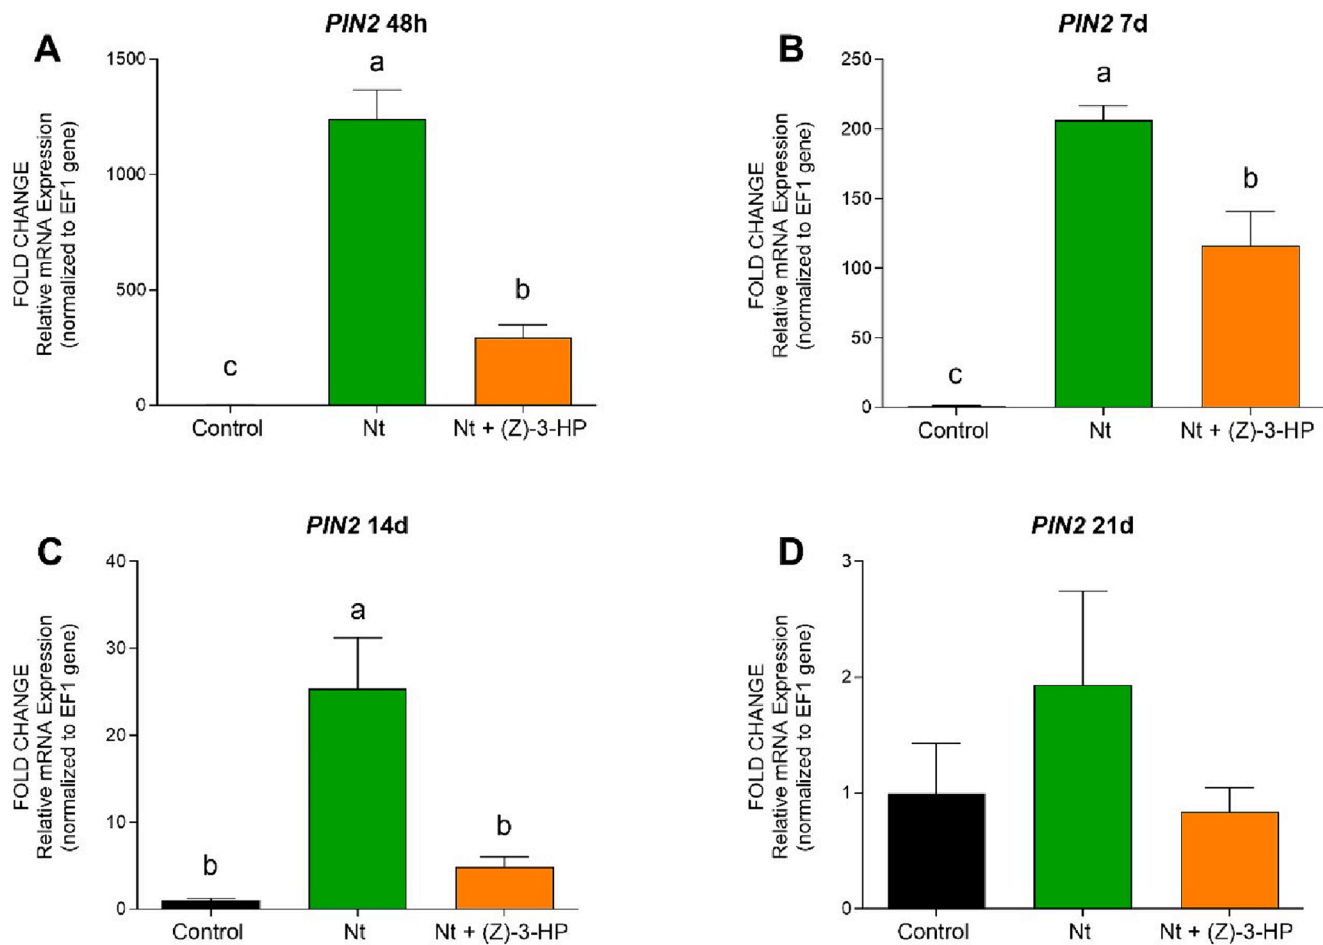 A
PIN2 48h
FOLD CHANGE
Relative mRNA Expression
(normalized to EF1 gene)
1500
1000
500
0
c
a
b
Control
Nt
Nt + (Z)-3-HP
B
PIN2 7d
FOLD CHANGE
Relative mRNA Expression
(normalized to EF1 gene)
250
200
150
100
50
0
c
a
b
Control
Nt
Nt + (Z)-3-HP
C
PIN2 14d
FOLD CHANGE
Relative mRNA Expression
(normalized to EF1 gene)
40
30
20
10
0
b
a
b
Control
Nt
Nt + (Z)-3-HP
D
PIN2 21d
FOLD CHANGE
Relative mRNA Expression
(normalized to EF1 gene)
3
2
1
0
Control
Nt
Nt + (Z)-3-HP